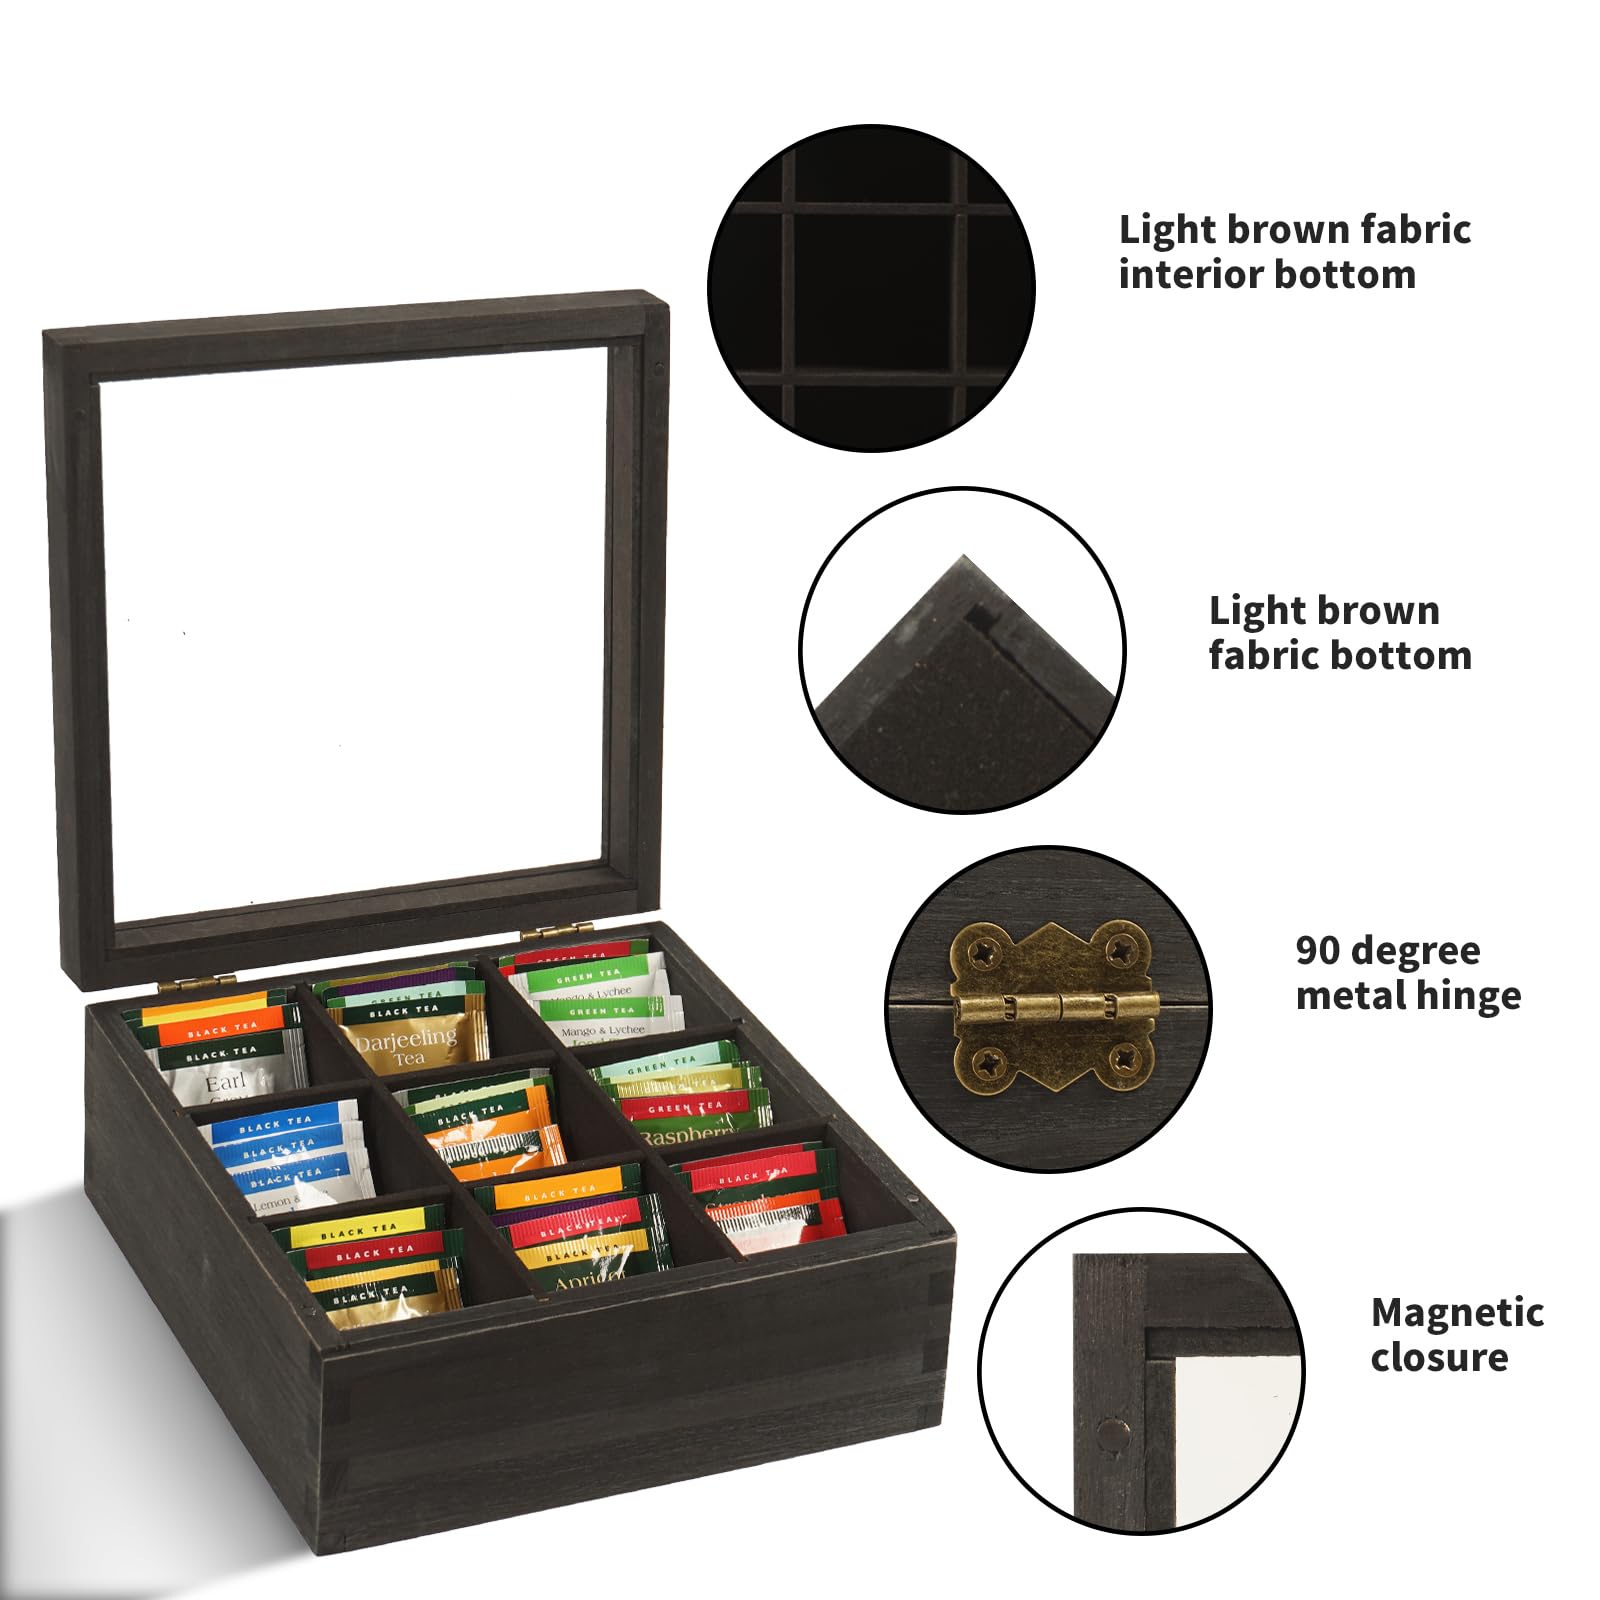 Light brown fabric
interior bottom
Light brown
fabric bottom
90 degree
metal hinge
Magnetic
closure
GREEN TEA
Mango & Lychee
GREEN TEA
Mango & Lychee
GREEN TEA
BLACK TEA
Darjeeling
Tea
BLACK TEA
BLACK TEA
Earl
Grey
GREEN TEA
GREEN TEA
Raspberry
BLACK TEA
BLACK TEA
BLACK TEA
BLACK TEA
Lemon &
BLACK TEA
BLACK TEA
BLACK TEA
BLACK TEA
Apricot
BLACK TEA
BLACK TEA
BLACK TEA